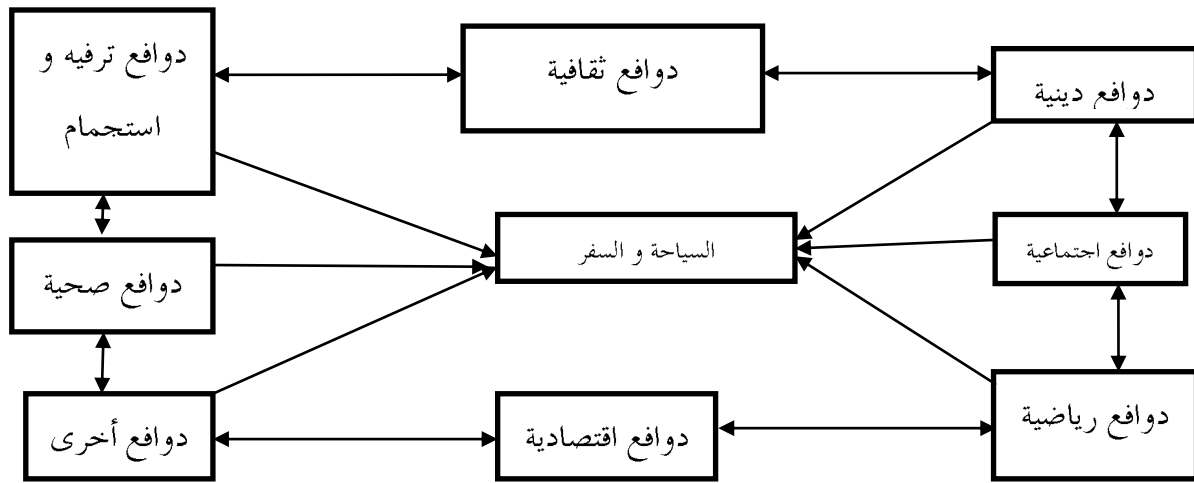 دوافع دينية
دوافع ثقافية
دوافع ترفيه و
استجمام
دوافع اجتماعية
السياحة و السفر
دوافع صحية
دوافع رياضية
دوافع اقتصادية
دوافع أخرى